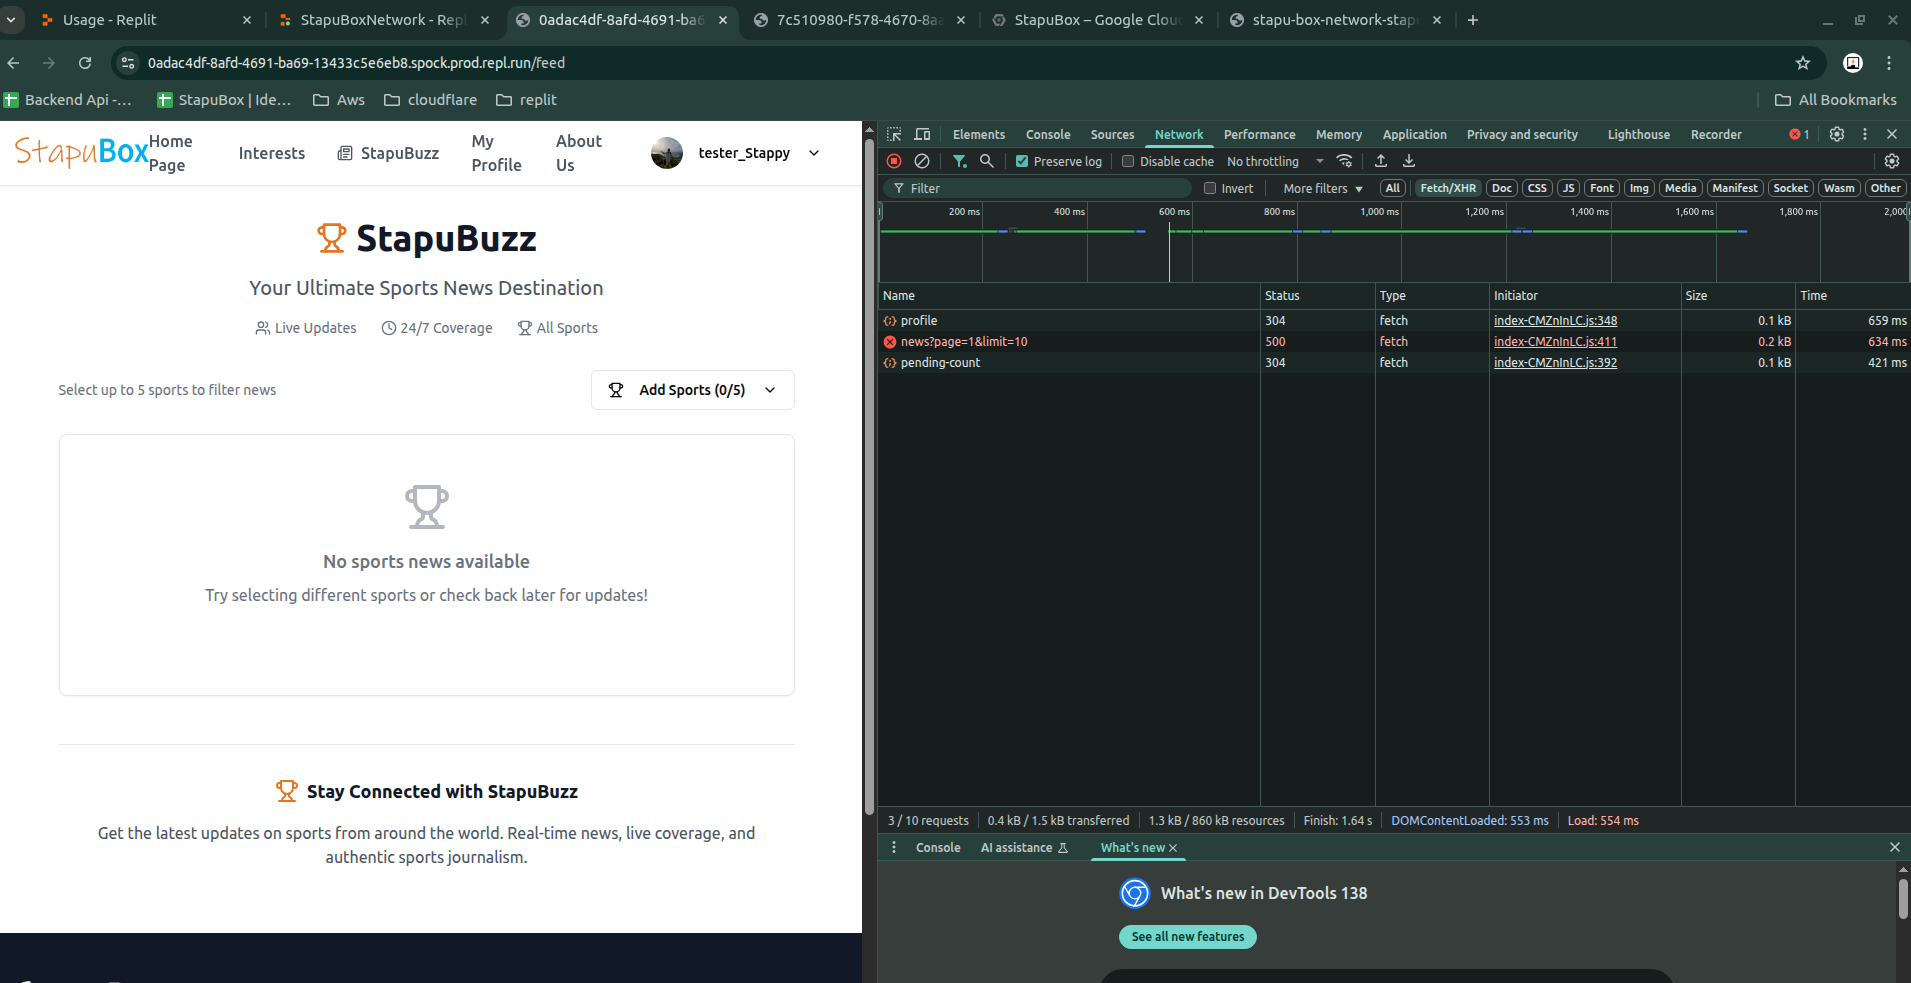 Usage - Replit
StapuBoxNetwork - Repl
0adac4df-8afd-4691-ba6
7c510980-f578-4670-8aa
StapuBox – Google Clou
stapu-box-network-stap
0adac4df-8afd-4691-ba69-13433c5e6eb8.spock.prod.repl.run/feed
Backend Api -...
StapuBox | Ide...
Aws
cloudflare
replit
All Bookmarks
StapuBox
Home Page
Interests
StapuBuzz
My Profile
About Us
tester_Stappy
StapuBuzz
Your Ultimate Sports News Destination
Live Updates
24/7 Coverage
All Sports
Select up to 5 sports to filter news
Add Sports (0/5)
No sports news available
Try selecting different sports or check back later for updates!
Stay Connected with StapuBuzz
Get the latest updates on sports from around the world. Real-time news, live coverage, and
authentic sports journalism.
Elements Console Sources Network Performance Memory Application Privacy and security Lighthouse Recorder 1
Preserve log Disable cache No throttling
Filter Invert More filters All Fetch/XHR Doc CSS JS Font Img Media Manifest Socket Wasm Other
200 ms 400 ms 600 ms 800 ms 1,000 ms 1,200 ms 1,400 ms 1,600 ms 1,800 ms 2,000
Name Status Type Initiator Size Time
profile 304 fetch index-CMZnInLC.js:348 0.1 kB 659 ms
news?page=1&limit=10 500 fetch index-CMZnInLC.js:411 0.2 kB 634 ms
pending-count 304 fetch index-CMZnInLC.js:392 0.1 kB 421 ms
3 / 10 requests 0.4 kB / 1.5 kB transferred 1.3 kB / 860 kB resources Finish: 1.64 s DOMContentLoaded: 553 ms Load: 554 ms
Console AI assistance What's new
What's new in DevTools 138
See all new features